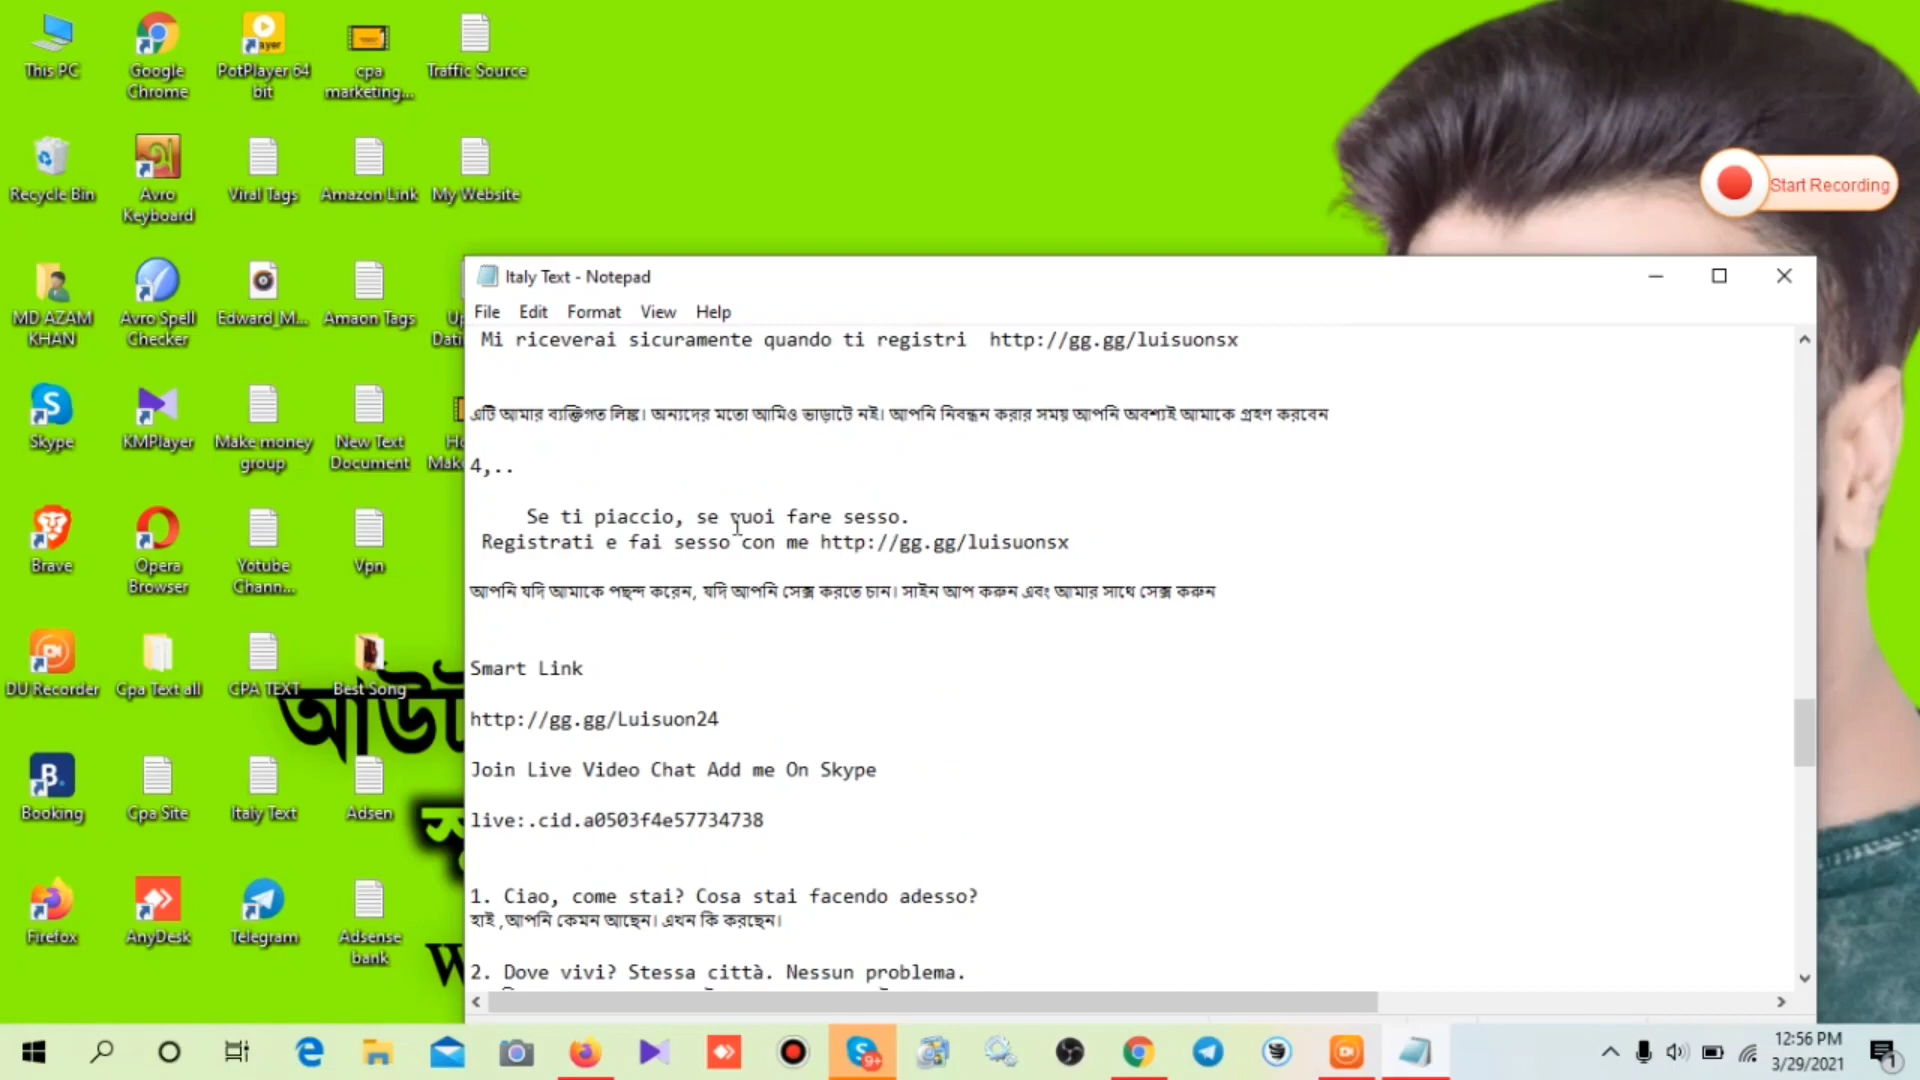 This PC
Google Chrome
PotPlayer 64 bit
cpa marketing...
Traffic Source
Recycle Bin
Avro Keyboard
Viral Tags
Amazon Link
My Website
Start Recording
MD AZAM KHAN
Avro Spell Checker
Edward_M...
Amaon Tags
Skype
KMPlayer
Make money group
New Text Document
Brave
Opera Browser
Yotube Chann...
Vpn
DU Recorder
Cpa Text all
CPA TEXT
Best Song
Booking
Cpa Site
Italy Text
Adsen
Firefox
AnyDesk
Telegram
Adsense bank
Italy Text - Notepad
File Edit Format View Help
Mi riceverai sicuramente quando ti registri http://gg.gg/luisuonsx
এটি আমার ব্যক্তিগত লিঙ্ক। অন্যদের মতো আমিও ভাড়াটে নই। আপনি নিবন্ধন করার সময় আপনি অবশ্যই আমাকে গ্রহণ করবেন
4,..
Se ti piaccio, se vuoi fare sesso.
Registrati e fai sesso con me http://gg.gg/luisuonsx
আপনি যদি আমাকে পছন্দ করেন, যদি আপনি সেক্স করতে চান। সাইন আপ করুন এবং আমার সাথে সেক্স করুন
Smart Link
http://gg.gg/Luisuon24
Join Live Video Chat Add me On Skype
live:.cid.a0503f4e57734738
1. Ciao, come stai? Cosa stai facendo adesso?
হাই ,আপনি কেমন আছেন। এখন কি করছেন।
2. Dove vivi? Stessa città. Nessun problema.
12:56 PM
3/29/2021